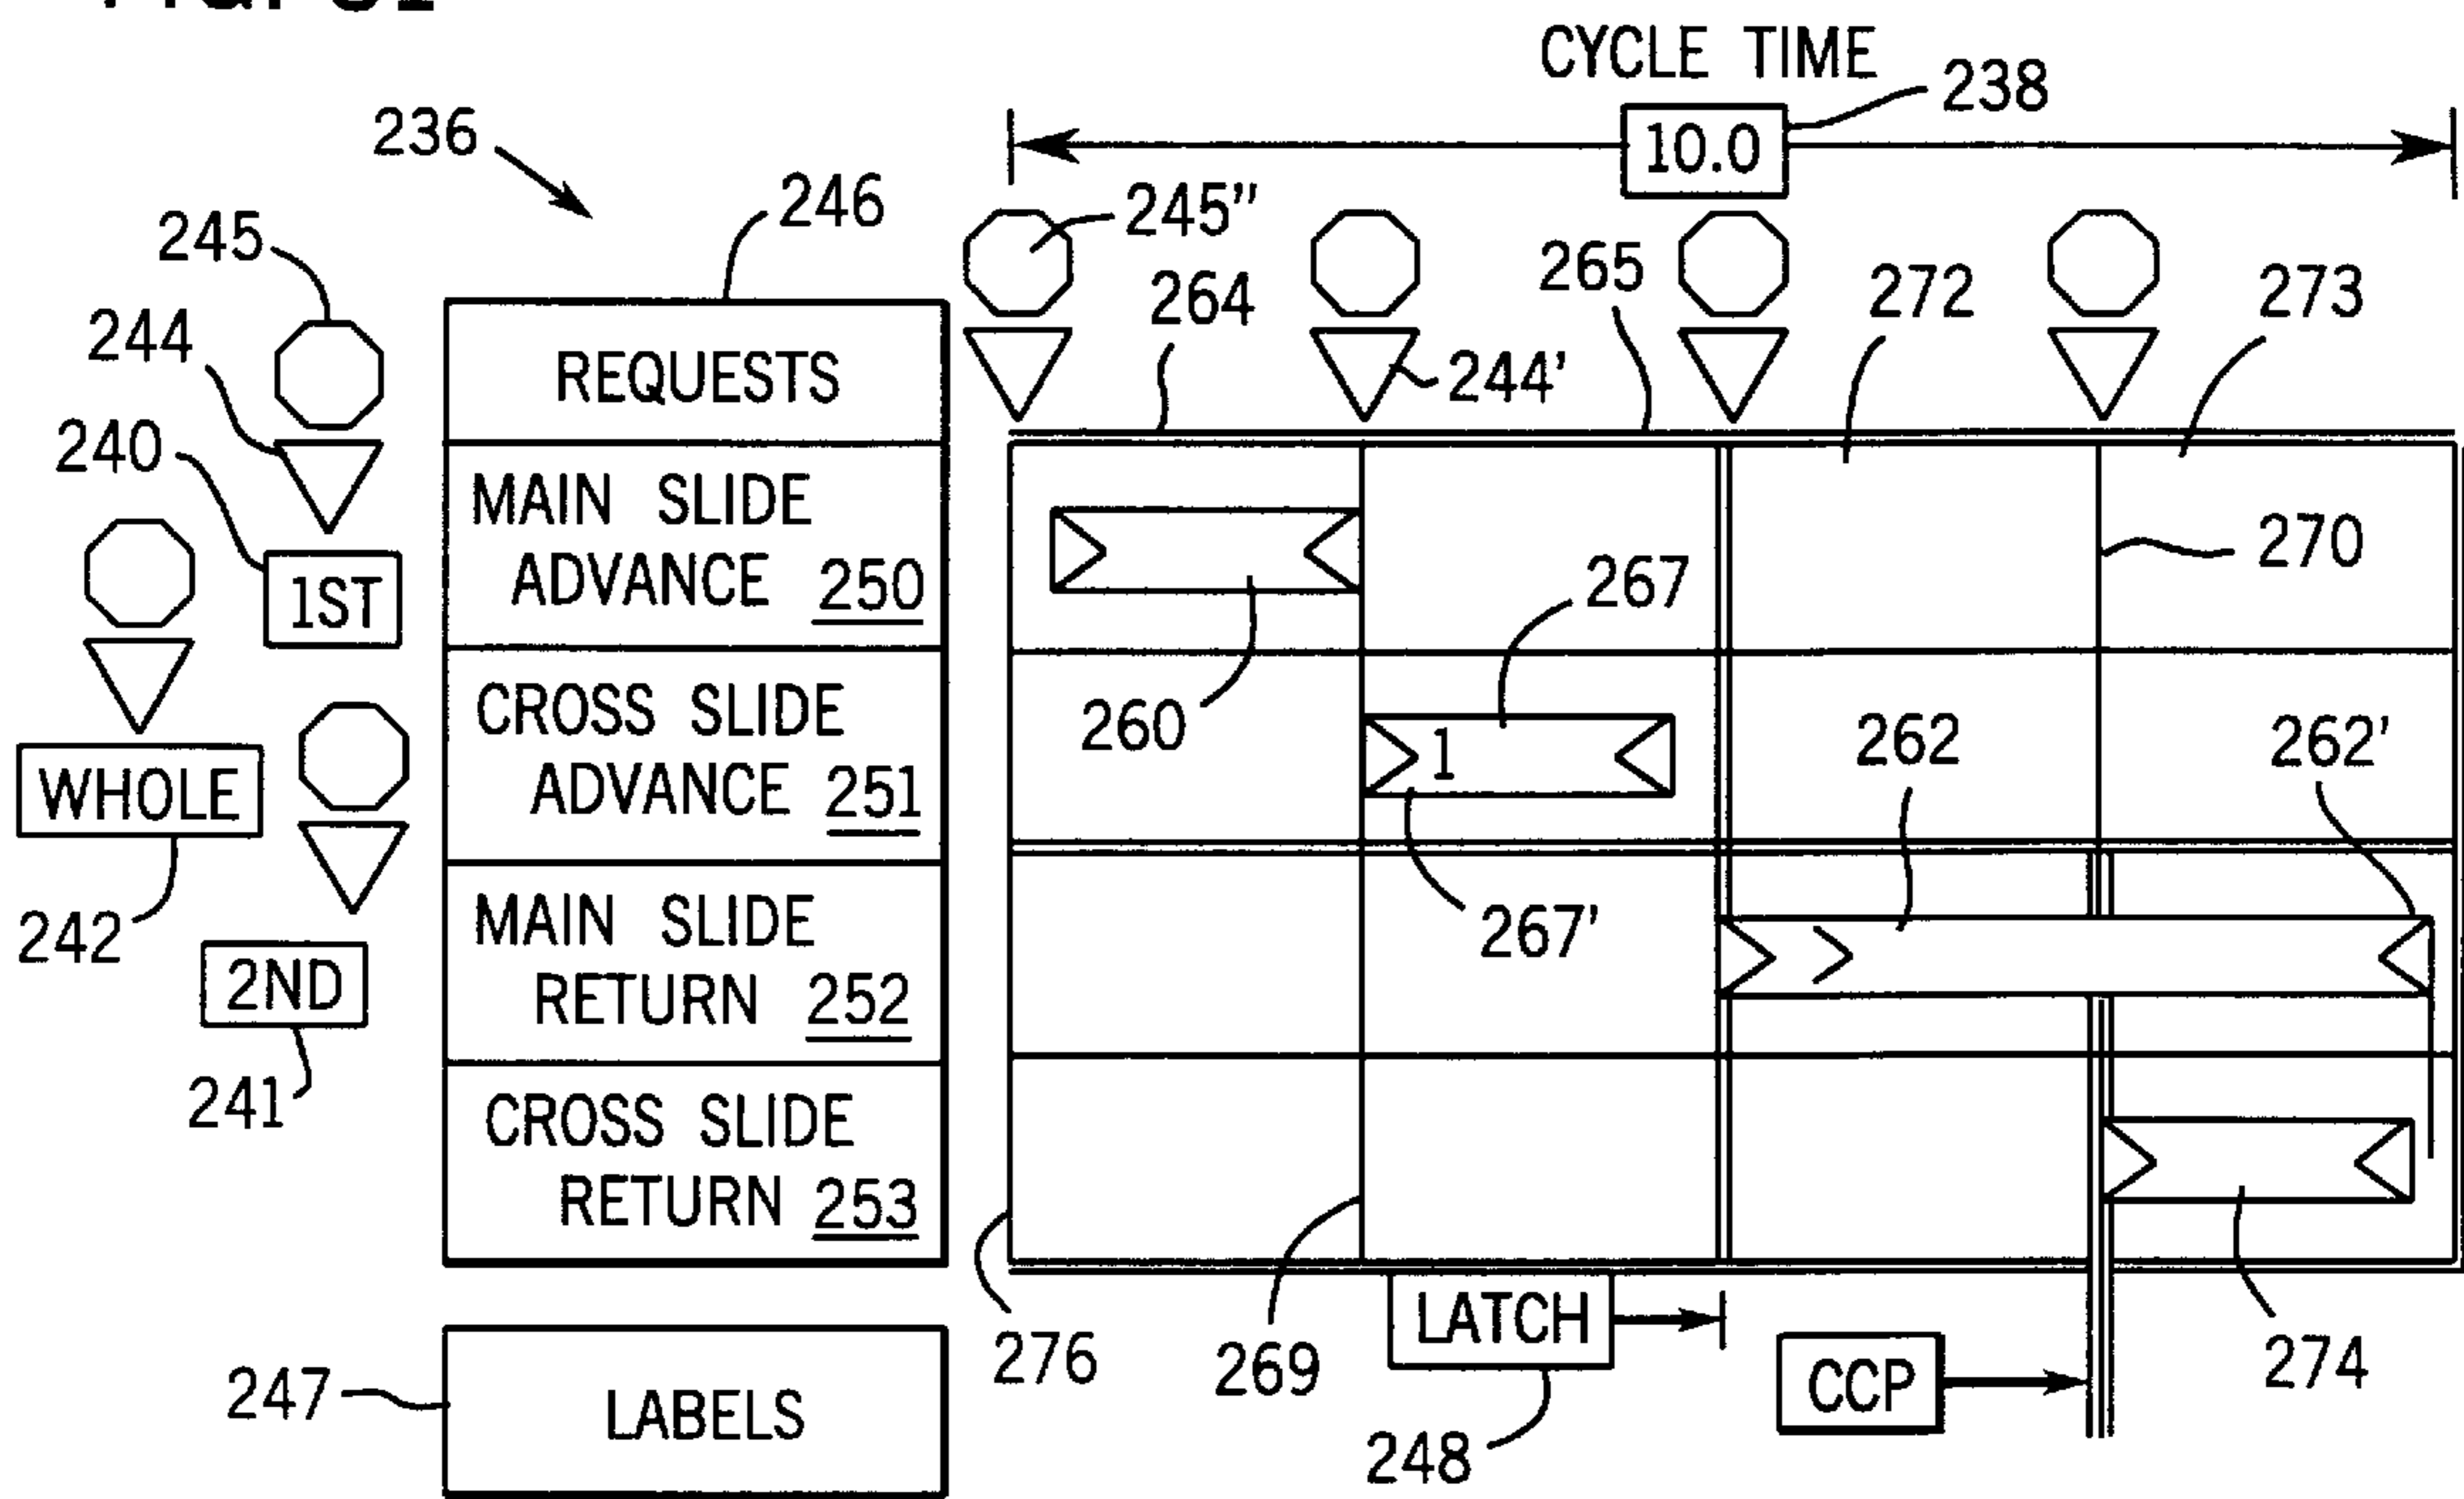 CYCLE TIME
238
10.0
236
246
245"
245
264
265
272
273
244
244'
REQUESTS
240
MAIN SLIDE
ADVANCE 250
1ST
267
270
260
CROSS SLIDE
ADVANCE 251
1
262
262'
WHOLE
242
267'
MAIN SLIDE
RETURN 252
2ND
241
CROSS SLIDE
RETURN 253
276
269
LATCH
274
CCP
247
LABELS
248